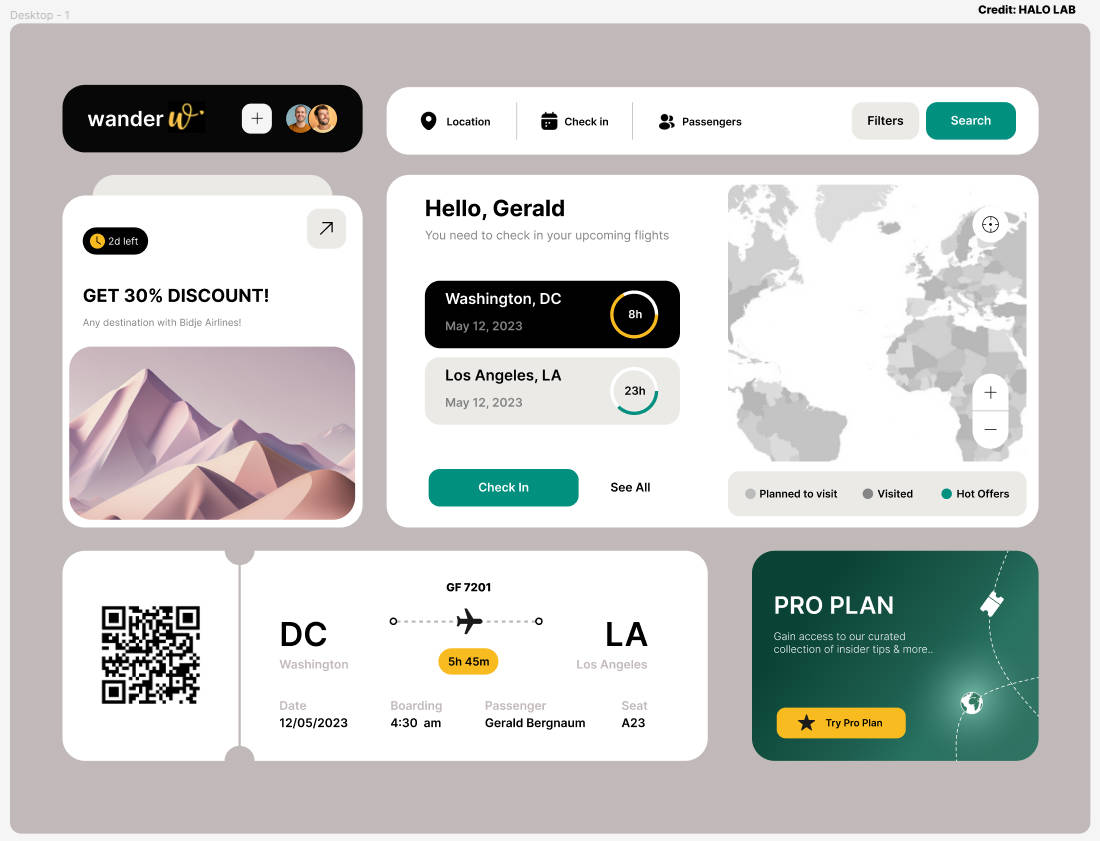 Desktop - 1
Credit: HALO LAB
wander w
Location
Check in
Passengers
Filters
Search
2d left
GET 30% DISCOUNT!
Any destination with Bidje Airlines!
Hello, Gerald
You need to check in your upcoming flights
Washington, DC
May 12, 2023
8h
Los Angeles, LA
May 12, 2023
23h
Check In
See All
Planned to visit
Visited
Hot Offers
GF 7201
DC
LA
Washington
5h 45m
Los Angeles
Date
Boarding
Passenger
Seat
12/05/2023
4:30 am
Gerald Bergnaum
A23
PRO PLAN
Gain access to our curated
collection of insider tips & more..
Try Pro Plan